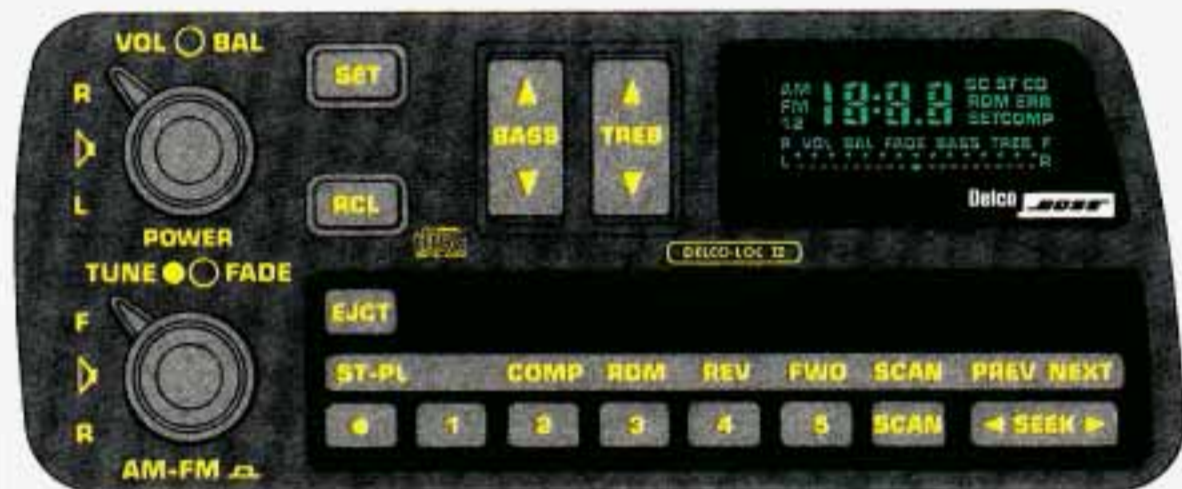 VOL BAL
R
L
POWER
SET
RCL
BASS
TREB
AM 18:8.8 SC ST CD
FM RDM ERR
12 SETCOMP
R VOL BAL FADE BASS TREB F
L R
Delco BOSE
disc
DELCO-LOC II
TUNE FADE
F
R
AM-FM
EJCT
ST-PL COMP RDM REV FWD SCAN PREV NEXT
1 2 3 4 5 SCAN SEEK